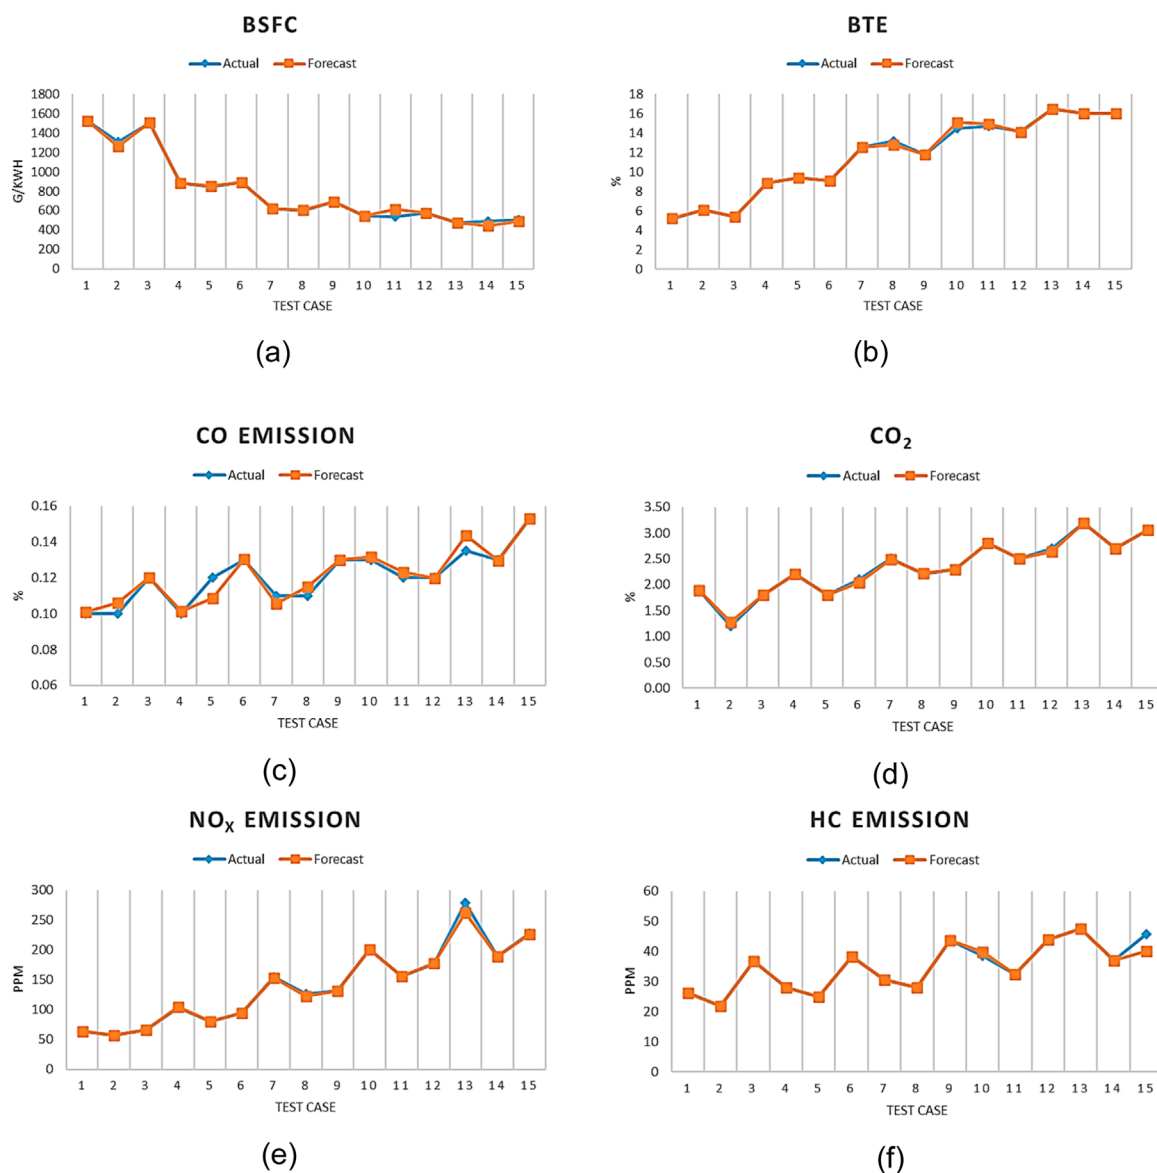 BSFC
Actual Forecast
1800
1600
1400
1200
1000
800
600
400
200
0
G/KWH
1 2 3 4 5 6 7 8 9 10 11 12 13 14 15
TEST CASE
(a)
BTE
Actual Forecast
18
16
14
12
10
8
6
4
2
0
%
1 2 3 4 5 6 7 8 9 10 11 12 13 14 15
TEST CASE
(b)
CO EMISSION
Actual Forecast
0.16
0.14
0.12
0.10
0.08
0.06
%
1 2 3 4 5 6 7 8 9 10 11 12 13 14 15
TEST CASE
(c)
CO₂
Actual Forecast
3.50
3.00
2.50
2.00
1.50
1.00
0.50
0.00
%
1 2 3 4 5 6 7 8 9 10 11 12 13 14 15
TEST CASE
(d)
NOₓ EMISSION
Actual Forecast
300
250
200
150
100
50
0
PPM
1 2 3 4 5 6 7 8 9 10 11 12 13 14 15
TEST CASE
(e)
HC EMISSION
Actual Forecast
60
50
40
30
20
10
0
PPM
1 2 3 4 5 6 7 8 9 10 11 12 13 14 15
TEST CASE
(f)